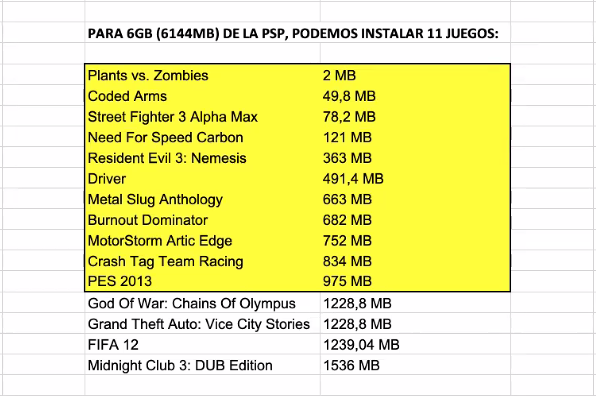 PARA 6GB (6144MB) DE LA PSP, PODEMOS INSTALAR 11 JUEGOS:
Plants vs. Zombies 2 MB
Coded Arms 49,8 MB
Street Fighter 3 Alpha Max 78,2 MB
Need For Speed Carbon 121 MB
Resident Evil 3: Nemesis 363 MB
Driver 491,4 MB
Metal Slug Anthology 663 MB
Burnout Dominator 682 MB
MotorStorm Artic Edge 752 MB
Crash Tag Team Racing 834 MB
PES 2013 975 MB
God Of War: Chains Of Olympus 1228,8 MB
Grand Theft Auto: Vice City Stories 1228,8 MB
FIFA 12 1239,04 MB
Midnight Club 3: DUB Edition 1536 MB